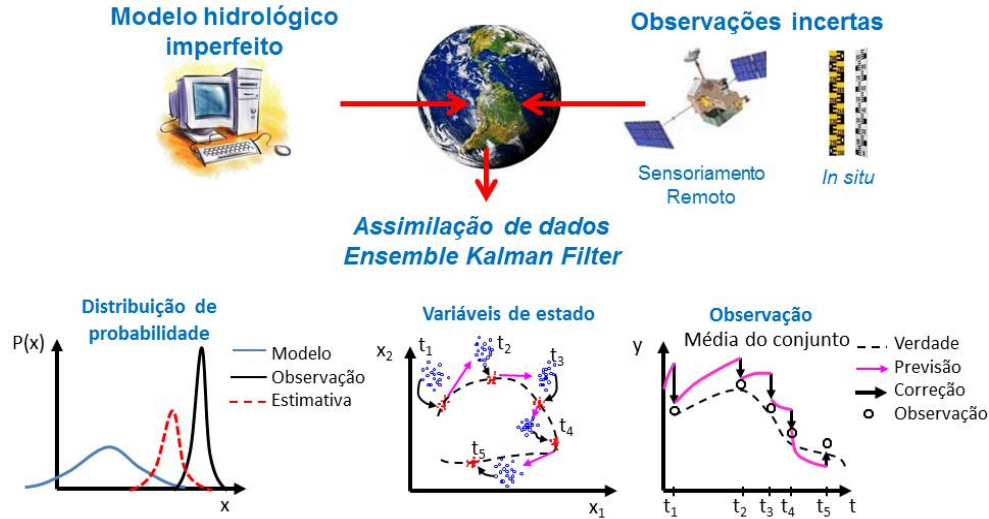 Modelo hidrológico
imperfeito
Observações incertas
Sensoriamento
Remoto
In situ
Assimilação de dados
Ensemble Kalman Filter
Distribuição de
probabilidade
P(x)
Modelo
Observação
Estimativa
x
Variáveis de estado
x2
t1
t2
t3
t4
t5
x1
Observação
y
Média do conjunto
Verdade
Previsão
Correção
Observação
t1 t2 t3 t4 t5 t